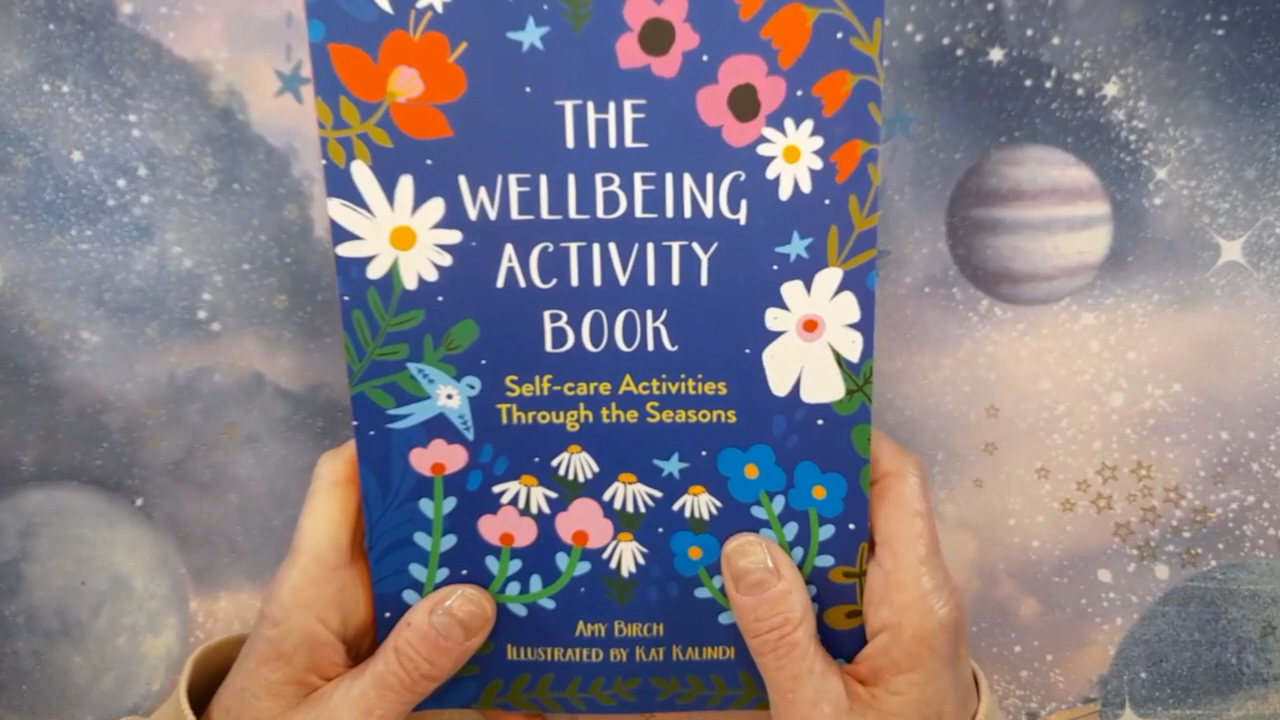 THE
WELLBEING
ACTIVITY
BOOK
Self-care Activities
Through the Seasons
AMY BIRCH
ILLUSTRATED BY KAT KALINDI